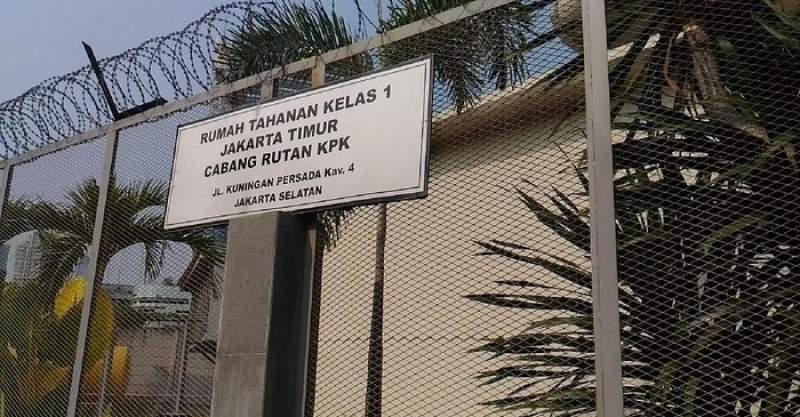 RUMAH TAHANAN KELAS 1
JAKARTA TIMUR
CABANG RUTAN KPK
JL. KUNINGAN PERSADA Kav. 4
JAKARTA SELATAN